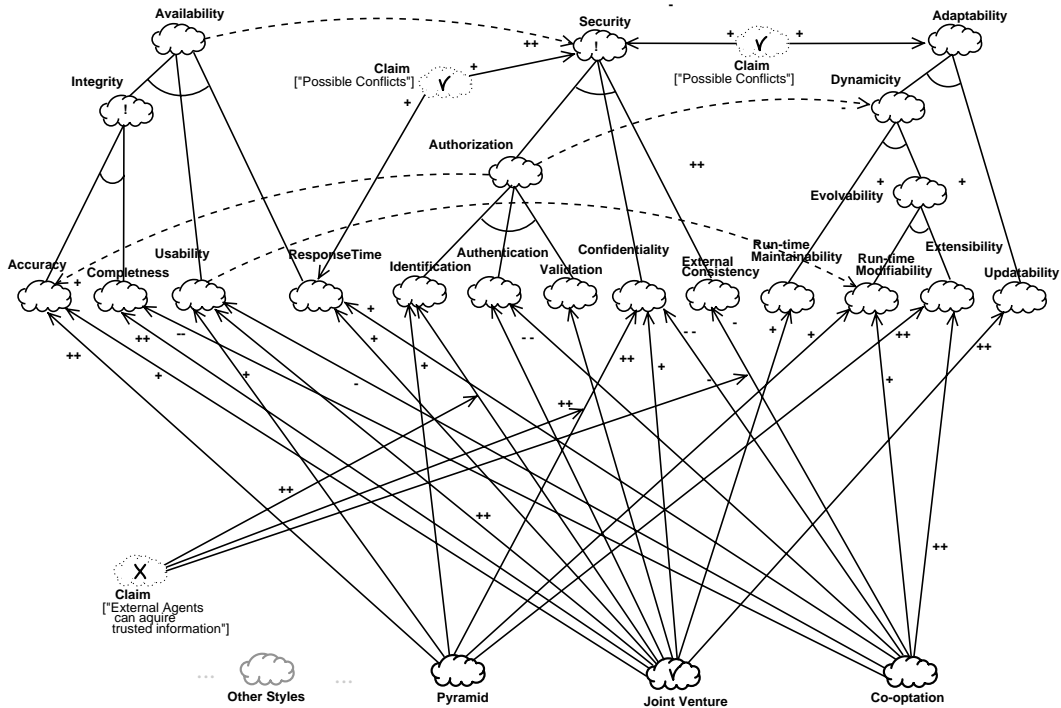 Availability
Security
Adaptability
-
++
+
+
+
Claim
["Possible Conflicts"]
Claim
["Possible Conflicts"]
Integrity
!
!
Dynamicity
+
-
Authorization
++
Evolvability
+
+
Accuracy
Completness
Usability
ResponseTime
Identification
Authentication
Validation
Confidentiality
External
Consistency
Run-time
Maintainability
Run-time
Modifiability
Extensibility
Updatability
+
+
++
++
--
+
- -
++
- -
-
+
+
++
++
+
+
-
+
+
-
+
++
++
++
++
X
Claim
["External Agents
can aquire
trusted information"]
...
Other Styles
...
Pyramid
Joint Venture
Co-optation